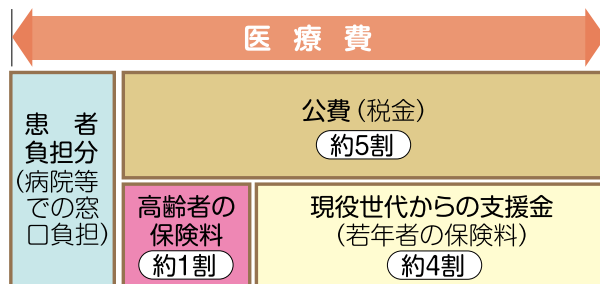 医療費
患者
負担分
(病院等
での窓
口負担)
公費(税金)
約5割
高齢者の
保険料
約1割
現役世代からの支援金
(若年者の保険料)
約4割